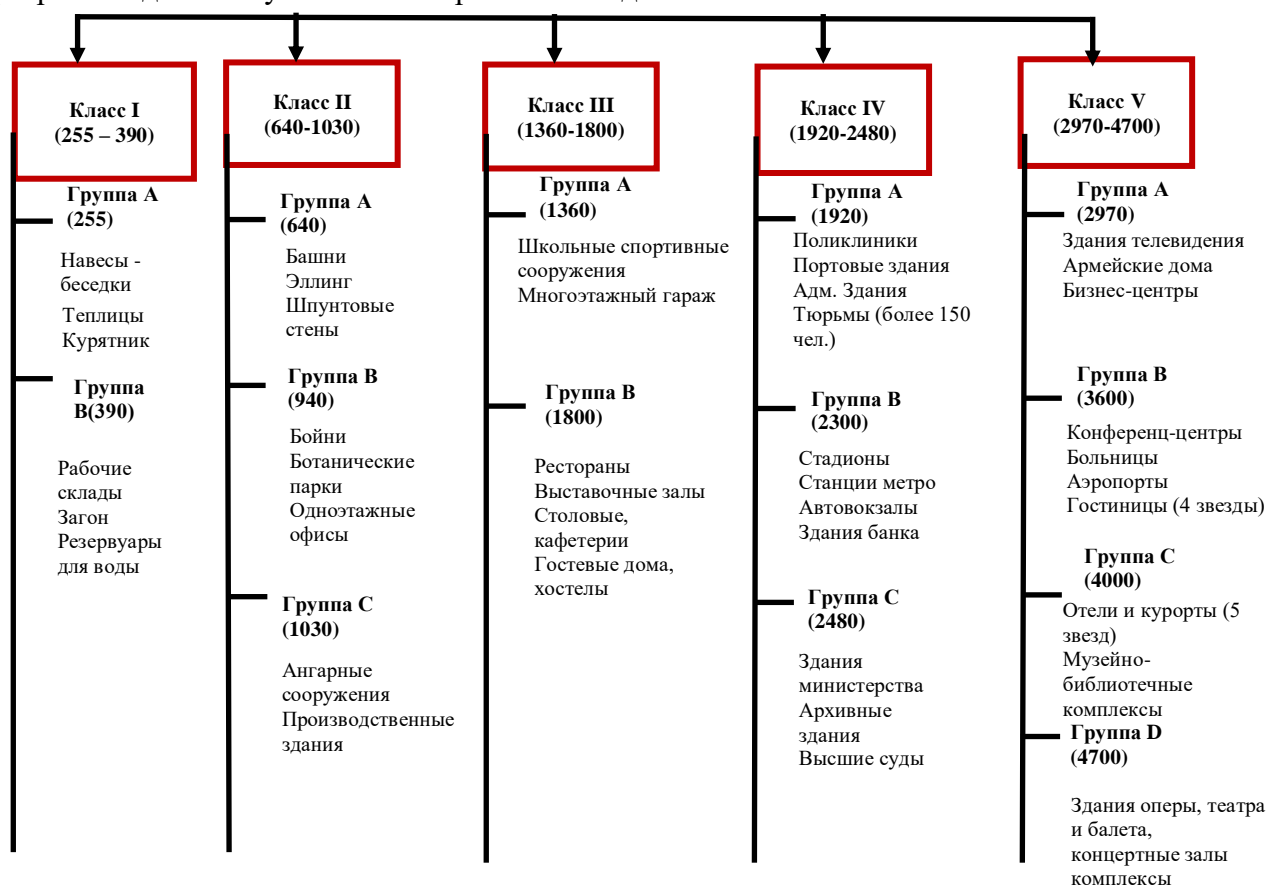 Класс I
(255 – 390)
Группа А
(255)
Навесы -
беседки
Теплицы
Курятник
Группа
В(390)
Рабочие
склады
Загон
Резервуары
для воды
Класс II
(640-1030)
Группа А
(640)
Башни
Эллинг
Шпунтовые
стены
Группа В
(940)
Бойни
Ботанические
парки
Одноэтажные
офисы
Группа С
(1030)
Ангарные
сооружения
Производственные
здания
Класс III
(1360-1800)
Группа А
(1360)
Школьные спортивные
сооружения
Многоэтажный гараж
Группа В
(1800)
Рестораны
Выставочные залы
Столовые,
кафетерии
Гостевые дома,
хостелы
Класс IV
(1920-2480)
Группа А
(1920)
Поликлиники
Портовые здания
Адм. Здания
Тюрьмы (более 150
чел.)
Группа В
(2300)
Стадионы
Станции метро
Автовокзалы
Здания банка
Группа С
(2480)
Здания
министерства
Архивные
здания
Высшие суды
Класс V
(2970-4700)
Группа А
(2970)
Здания телевидения
Армейские дома
Бизнес-центры
Группа В
(3600)
Конференц-центры
Больницы
Аэропорты
Гостиницы (4 звезды)
Группа С
(4000)
Отели и курорты (5
звезд)
Музейно-
библиотечные
комплексы
Группа D
(4700)
Здания оперы, театра
и балета,
концертные залы
комплексы